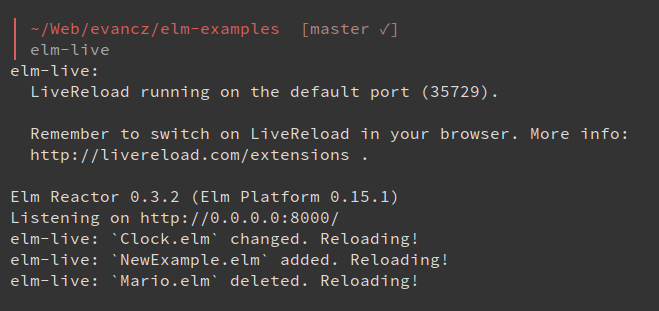 ~/Web/evancz/elm-examples [master ✓]
elm-live
elm-live:
LiveReload running on the default port (35729).
Remember to switch on LiveReload in your browser. More info:
http://livereload.com/extensions .
Elm Reactor 0.3.2 (Elm Platform 0.15.1)
Listening on http://0.0.0.0:8000/
elm-live: `Clock.elm` changed. Reloading!
elm-live: `NewExample.elm` added. Reloading!
elm-live: `Mario.elm` deleted. Reloading!